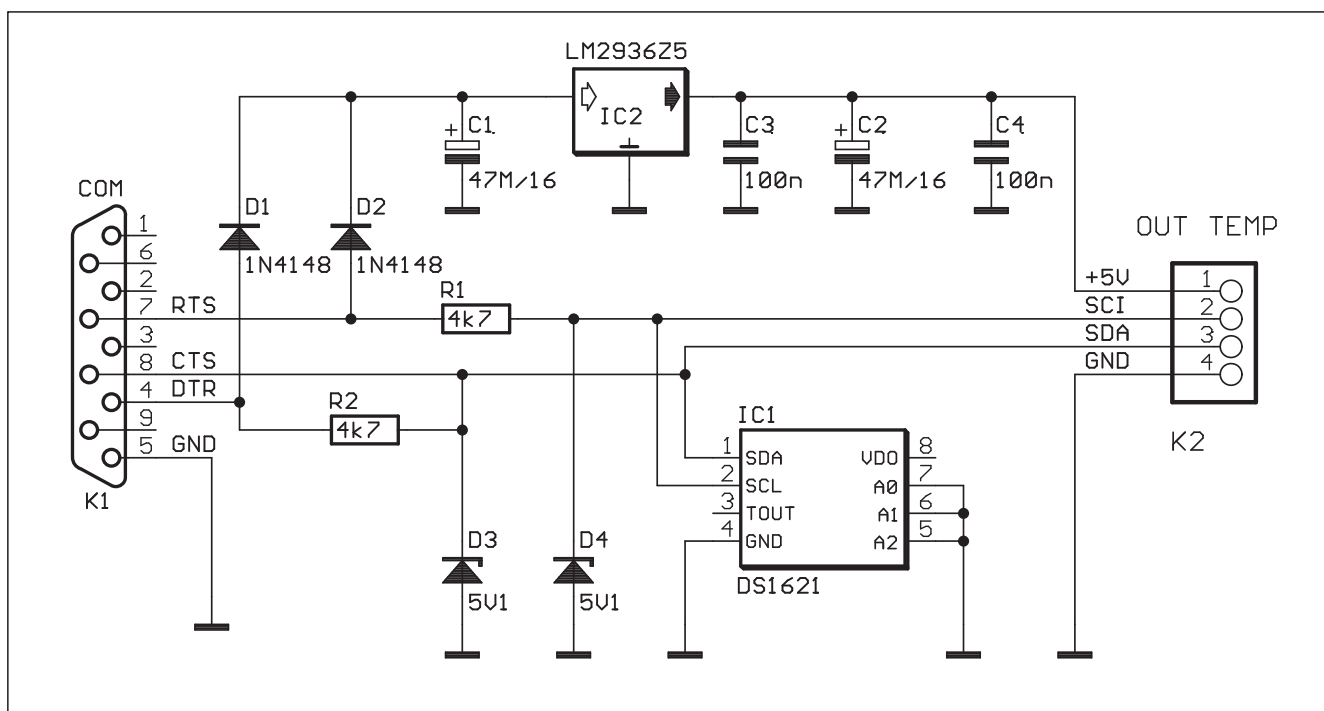 LM2936Z5
IC2
+ C1
47M/16
C3
100n
+ C2
47M/16
C4
100n
COM
D1
1N4148
D2
1N4148
OUT TEMP
1
6
2
7 RTS
3
8 CTS
4 DTR
9
5 GND
K1
R1
4k7
R2
4k7
+5V 1
SCI 2
SDA 3
GND 4
K2
IC1
1 SDA VDO 8
2 SCL A0 7
3 TOUT A1 6
4 GND A2 5
DS1621
D3
5V1
D4
5V1